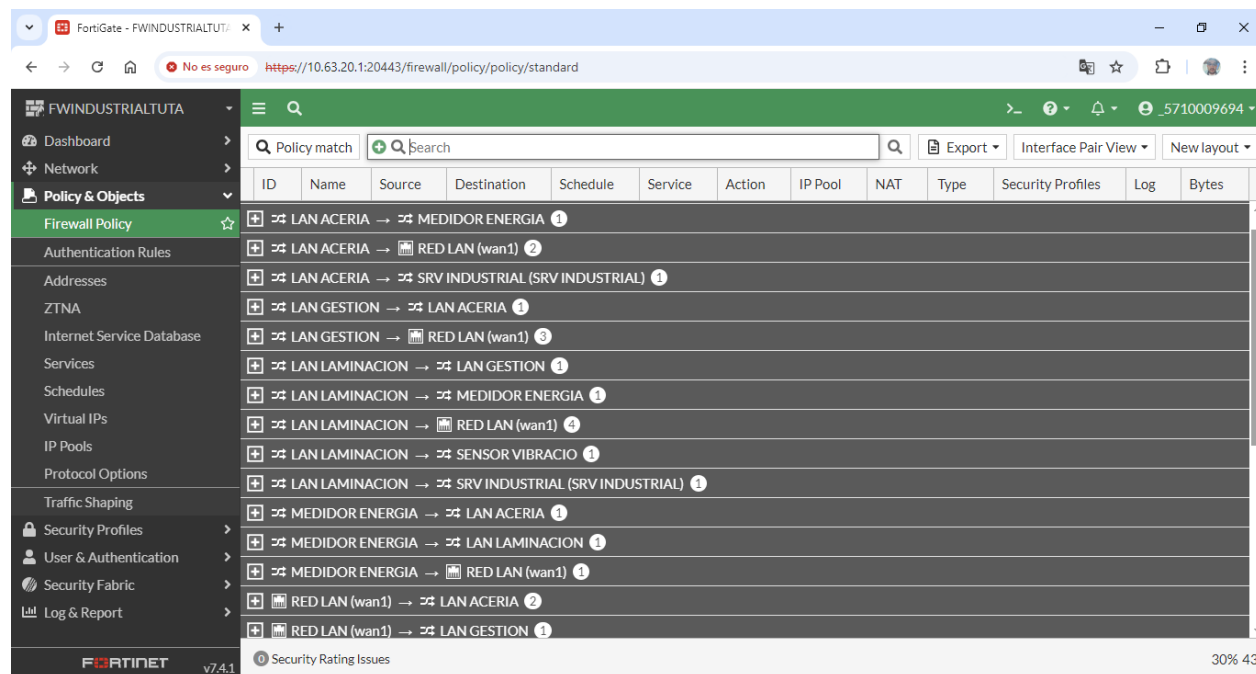 FortiGate - FWINDUSTRIALTUTA
No es seguro https://10.63.20.1:20443/firewall/policy/policy/standard
FWINDUSTRIALTUTA
_5710009694
Dashboard
Network
Policy & Objects
Firewall Policy
Authentication Rules
Addresses
ZTNA
Internet Service Database
Services
Schedules
Virtual IPs
IP Pools
Protocol Options
Traffic Shaping
Security Profiles
User & Authentication
Security Fabric
Log & Report
FORTINET v7.4.1
Policy match Search Export Interface Pair View New layout
ID Name Source Destination Schedule Service Action IP Pool NAT Type Security Profiles Log Bytes
LAN ACERIA → MEDIDOR ENERGIA 1
LAN ACERIA → RED LAN (wan1) 2
LAN ACERIA → SRV INDUSTRIAL (SRV INDUSTRIAL) 1
LAN GESTION → LAN ACERIA 1
LAN GESTION → RED LAN (wan1) 3
LAN LAMINACION → LAN GESTION 1
LAN LAMINACION → MEDIDOR ENERGIA 1
LAN LAMINACION → RED LAN (wan1) 4
LAN LAMINACION → SENSOR VIBRACIO 1
LAN LAMINACION → SRV INDUSTRIAL (SRV INDUSTRIAL) 1
MEDIDOR ENERGIA → LAN ACERIA 1
MEDIDOR ENERGIA → LAN LAMINACION 1
MEDIDOR ENERGIA → RED LAN (wan1) 1
RED LAN (wan1) → LAN ACERIA 2
RED LAN (wan1) → LAN GESTION 1
0 Security Rating Issues
30% 43